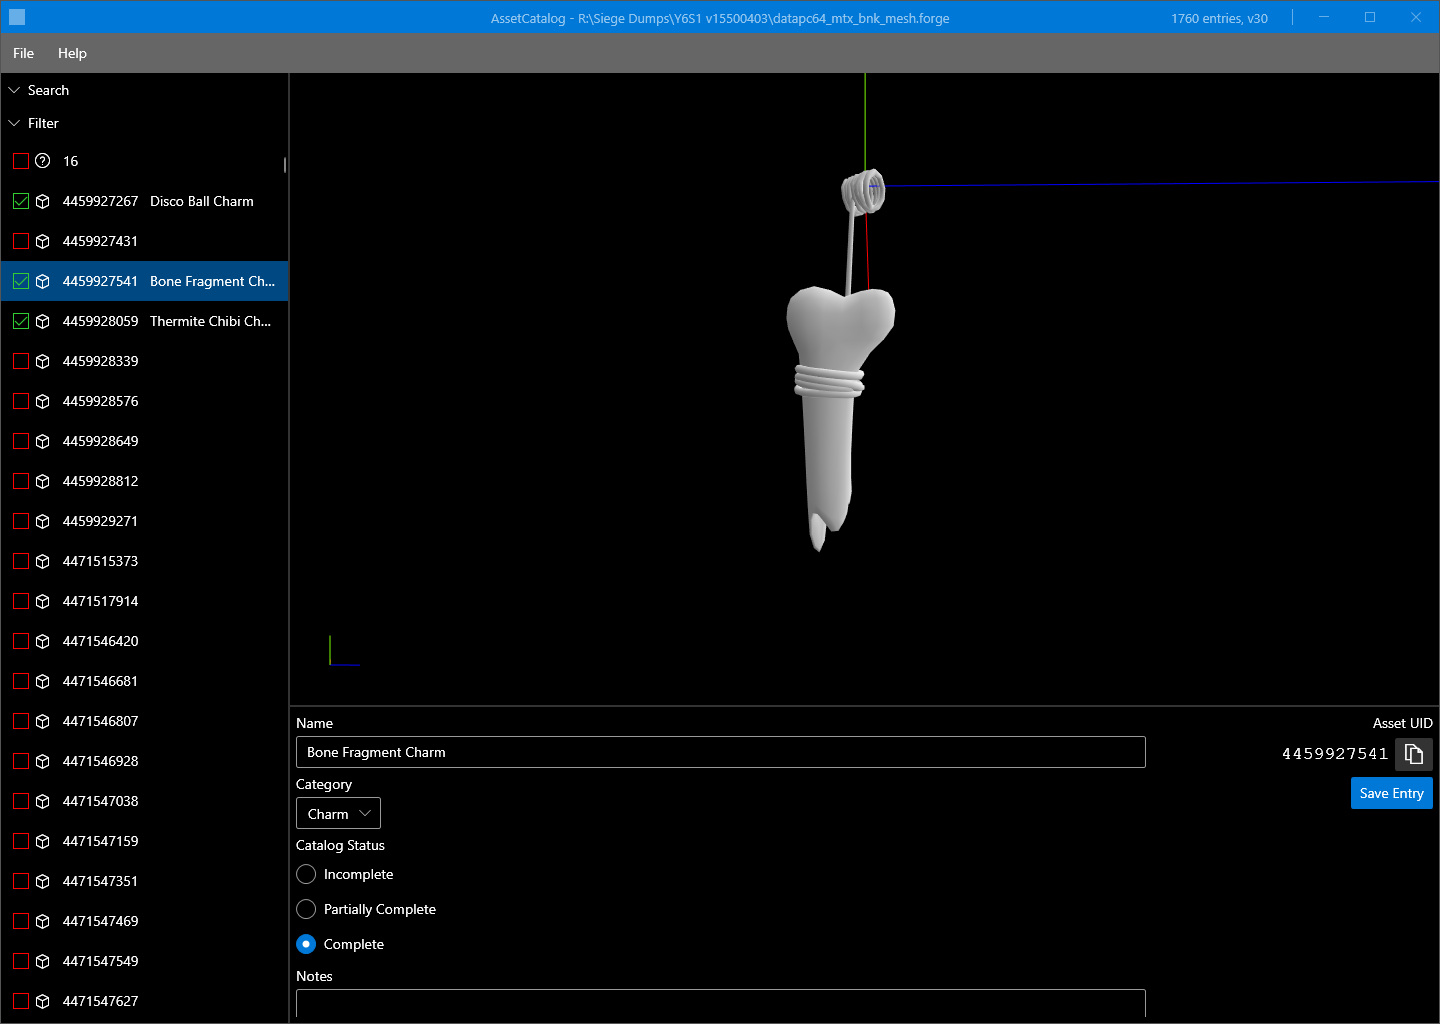 AssetCatalog - R:\Siege Dumps\Y6S1 v15500403\datapc64_mtx_bnk_mesh.forge
1760 entries, v30
File Help
Search
Filter
16
4459927267 Disco Ball Charm
4459927431
4459927541 Bone Fragment Ch...
4459928059 Thermite Chibi Ch...
4459928339
4459928576
4459928649
4459928812
4459929271
4471515373
4471517914
4471546420
4471546681
4471546807
4471546928
4471547038
4471547159
4471547351
4471547469
4471547549
4471547627
Name
Bone Fragment Charm
Category
Charm
Catalog Status
Incomplete
Partially Complete
Complete
Notes
Asset UID
4459927541
Save Entry